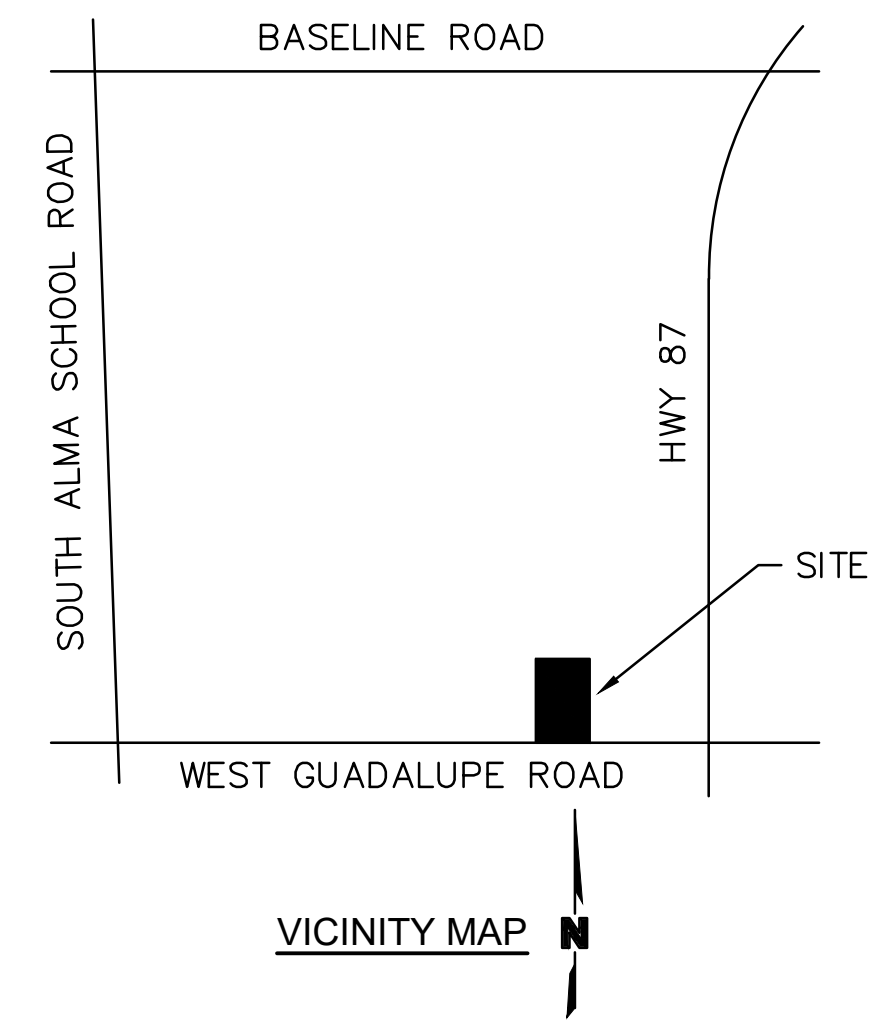 BASELINE ROAD
SOUTH ALMA SCHOOL ROAD
HWY 87
SITE
WEST GUADALUPE ROAD
VICINITY MAP
N